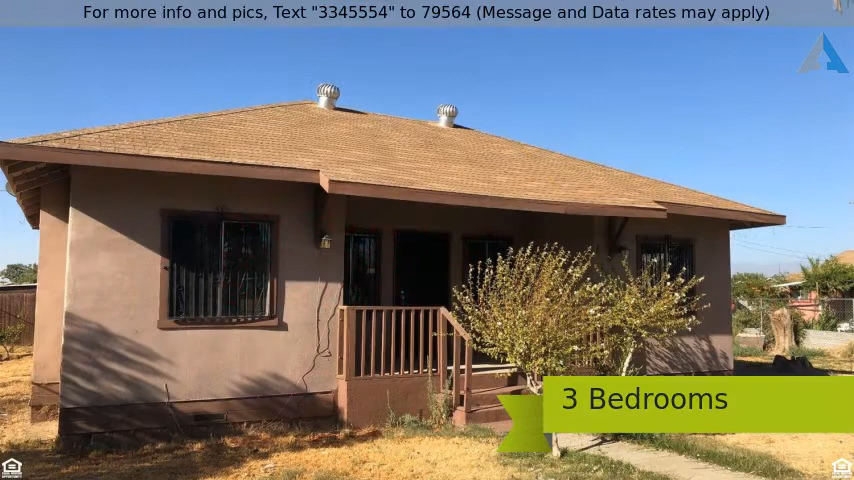 For more info and pics, Text "3345554" to 79564 (Message and Data rates may apply)
3 Bedrooms